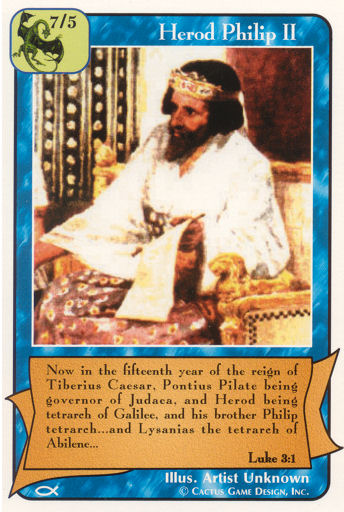 7/5
Herod Philip II
Now in the fifteenth year of the reign of
Tiberius Caesar, Pontius Pilate being
governor of Judaea, and Herod being
tetrarch of Galilee, and his brother Philip
tetrarch...and Lysanias the tetrarch of
Abilene...
Luke 3:1
Illus. Artist Unknown
© Cactus Game Design, Inc.